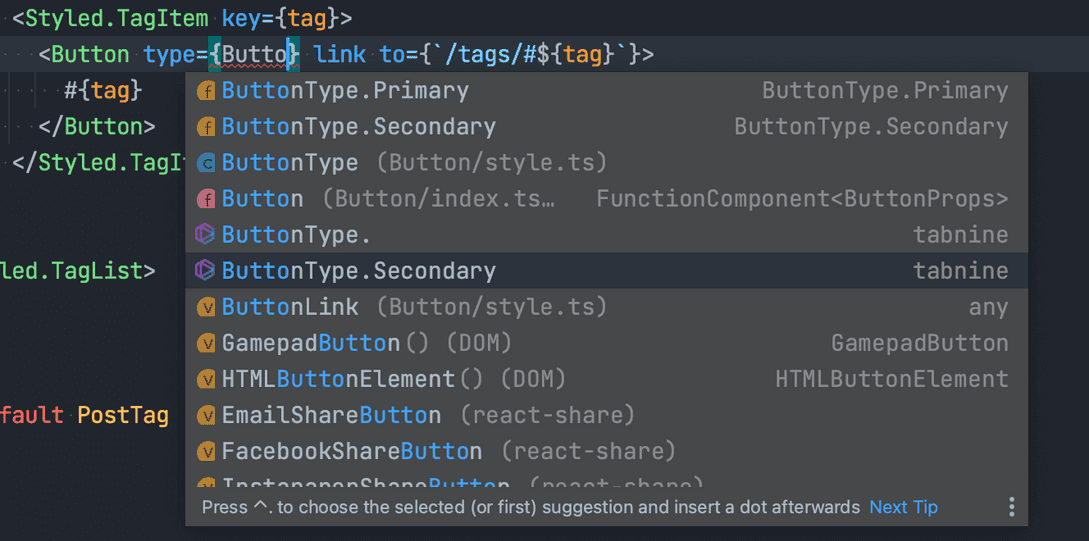 <Styled.TagItem key={tag}>
<Button type={Butto} link to={`/tags/#${tag}`}>
#{tag}
</Button>
</Styled.TagIt
led.TagList>
fault PostTag
ButtonType.Primary ButtonType.Primary
ButtonType.Secondary ButtonType.Secondary
ButtonType (Button/style.ts)
Button (Button/index.ts… FunctionComponent<ButtonProps>
ButtonType. tabnine
ButtonType.Secondary tabnine
ButtonLink (Button/style.ts) any
GamepadButton() (DOM) GamepadButton
HTMLButtonElement() (DOM) HTMLButtonElement
EmailShareButton (react-share)
FacebookShareButton (react-share)
Press ^. to choose the selected (or first) suggestion and insert a dot afterwards Next Tip